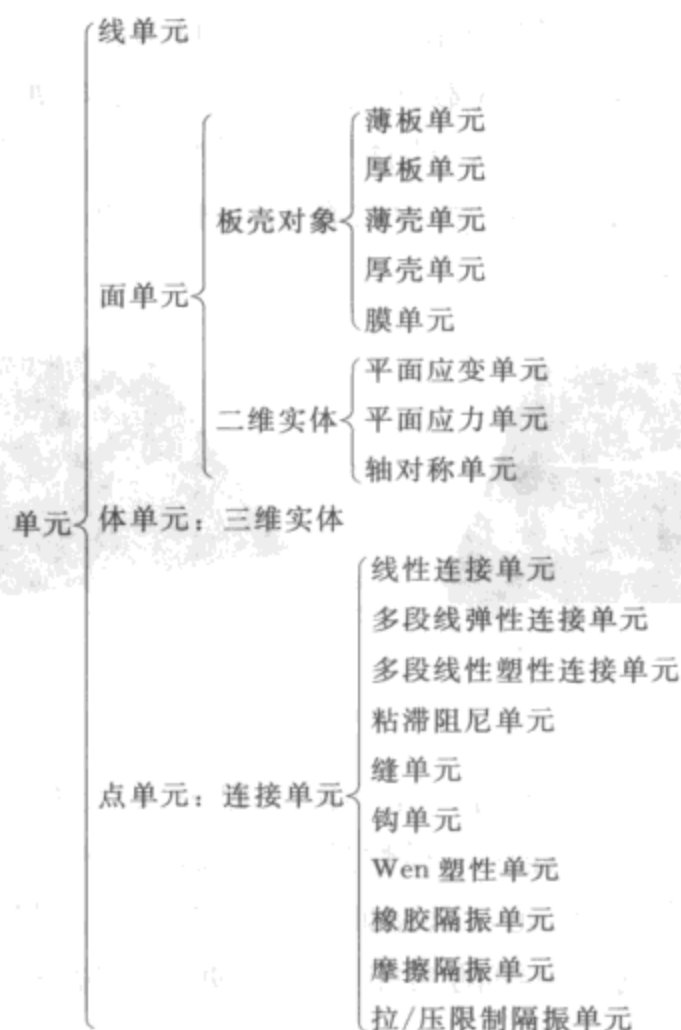 线单元
薄板单元
厚板单元
板壳对象
薄壳单元
厚壳单元
面单元
膜单元
平面应变单元
二维实体
平面应力单元
轴对称单元
单元
体单元：三维实体
线性连接单元
多段线弹性连接单元
多段线性塑性连接单元
粘滞阻尼单元
缝单元
点单元：连接单元
钩单元
Wen 塑性单元
橡胶隔振单元
摩擦隔振单元
拉/压限制隔振单元